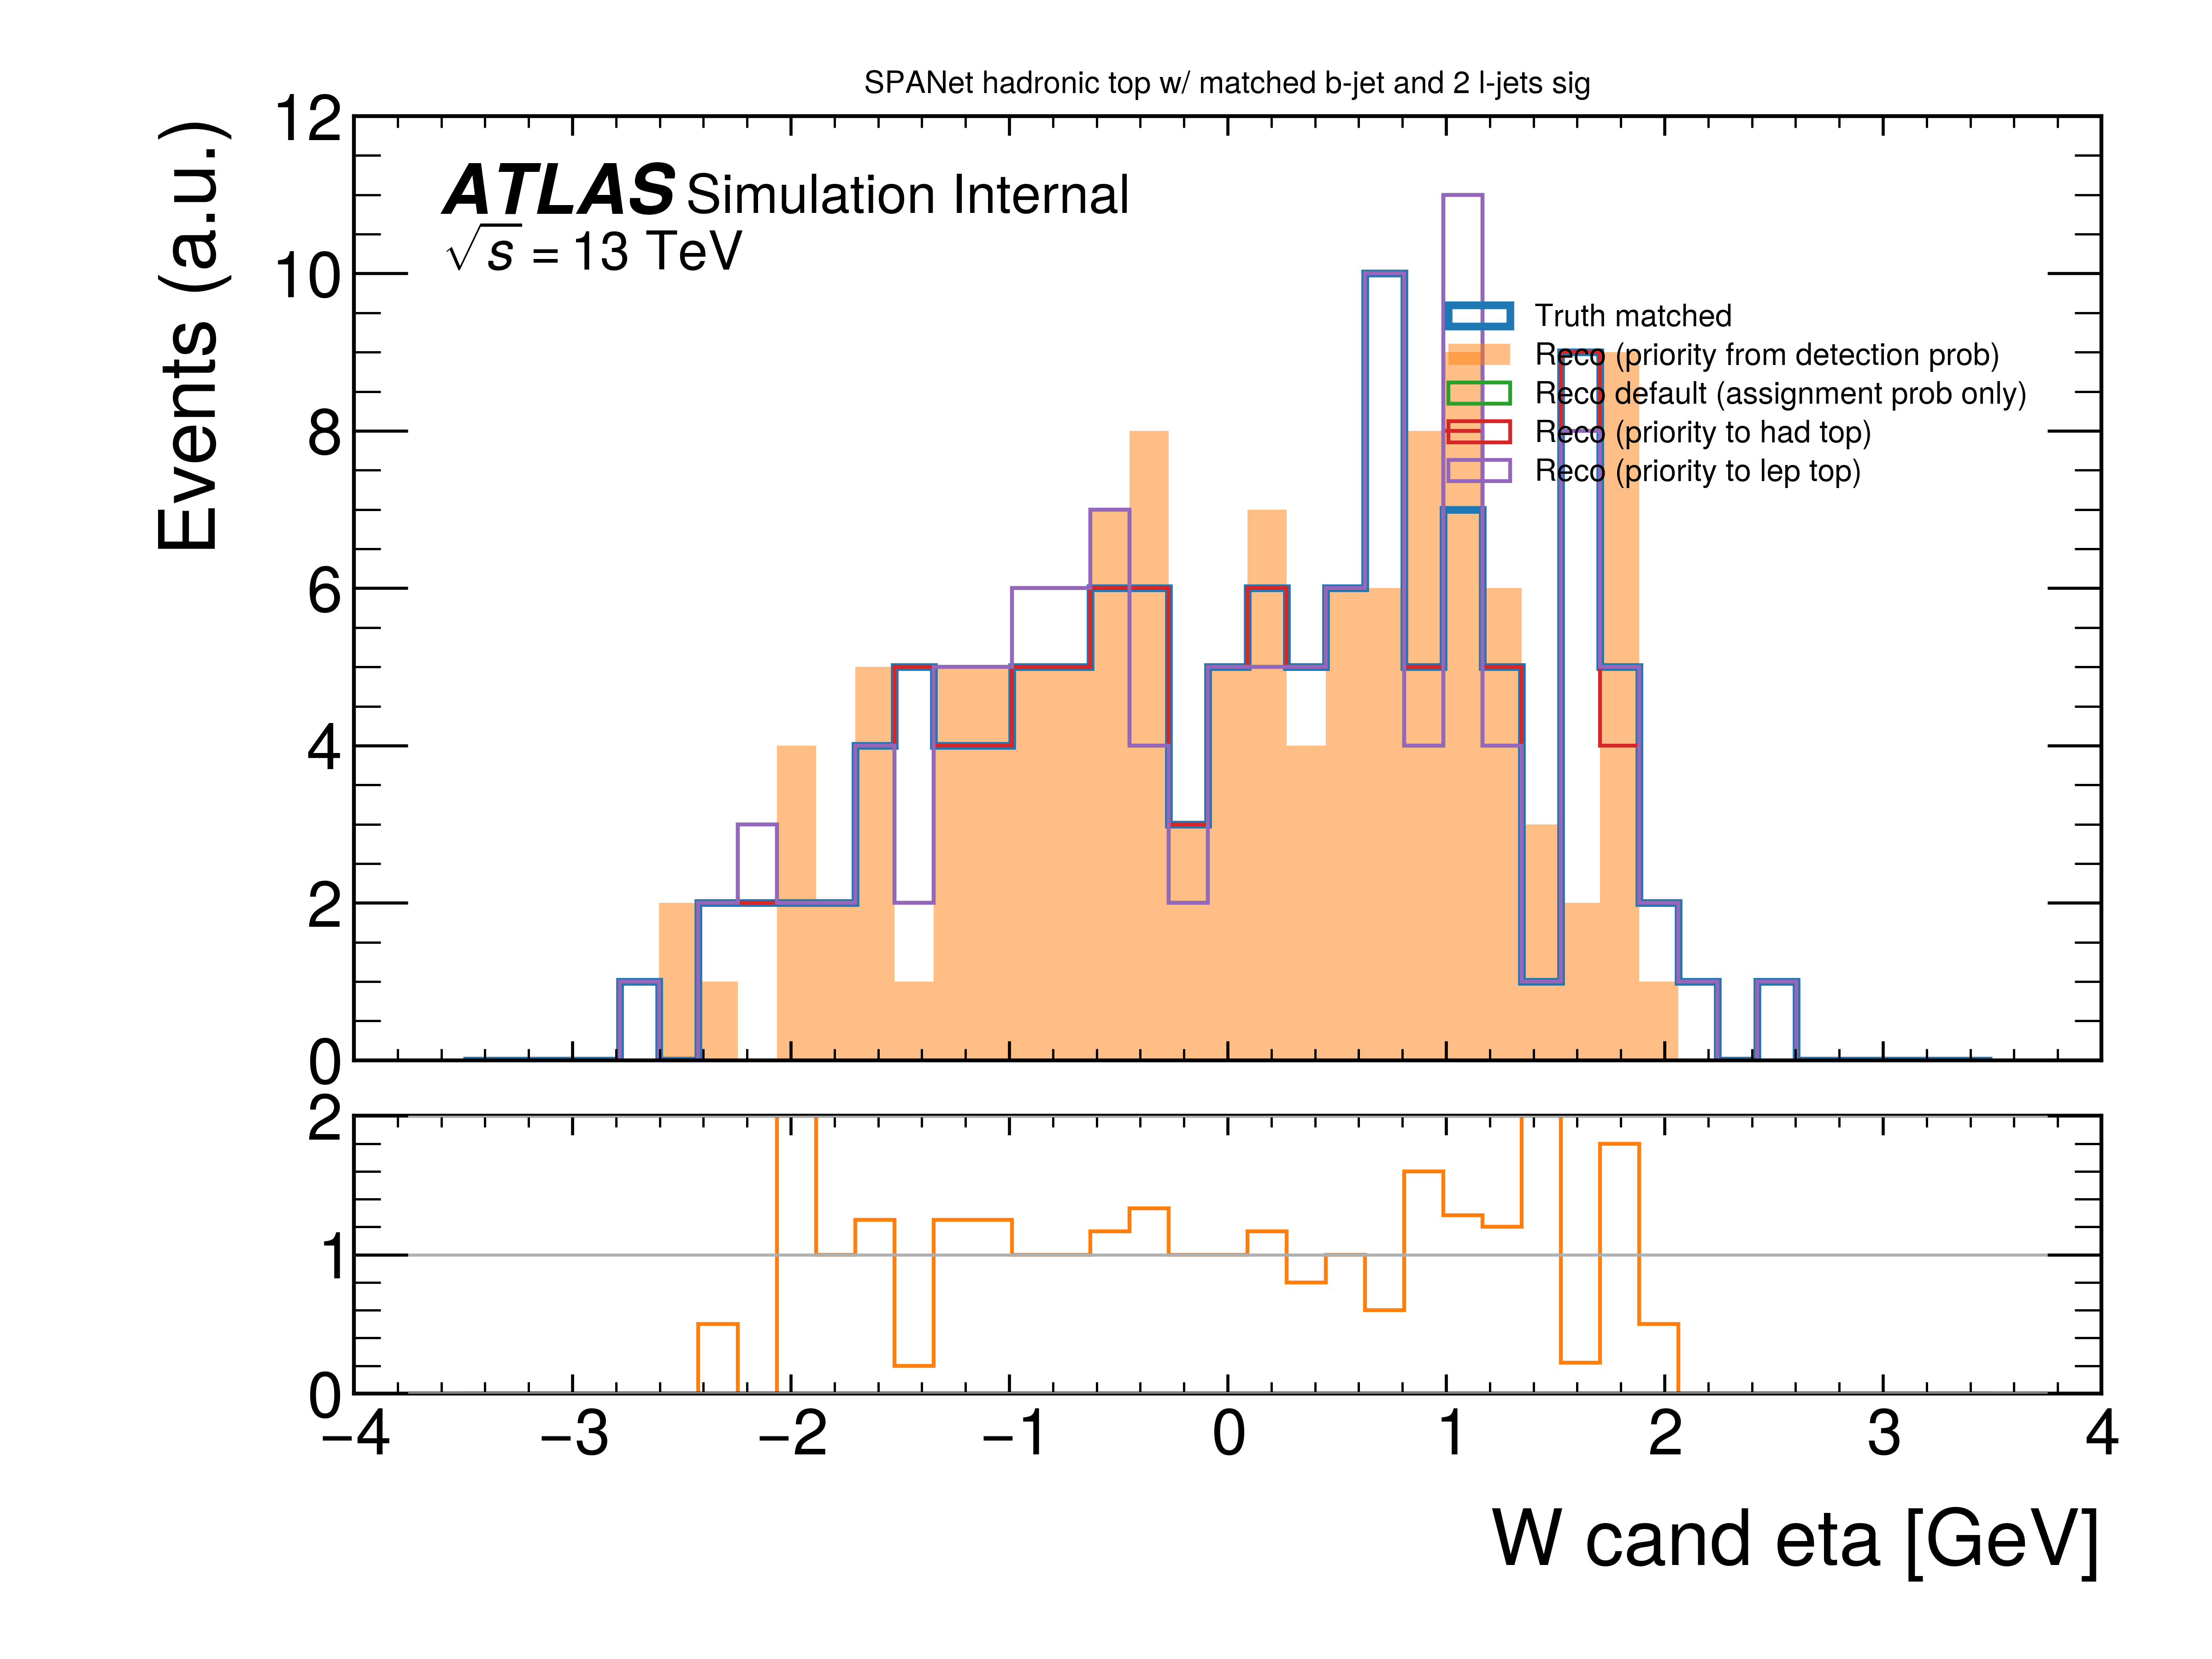 SPANet hadronic top w/ matched b-jet and 2 l-jets sig
Events (a.u.)
12
10
8
6
4
2
0
ATLAS Simulation Internal
√s = 13 TeV
Truth matched
Reco (priority from detection prob)
Reco default (assignment prob only)
Reco (priority to had top)
Reco (priority to lep top)
2
1
0
−4 −3 −2 −1 0 1 2 3 4
W cand eta [GeV]